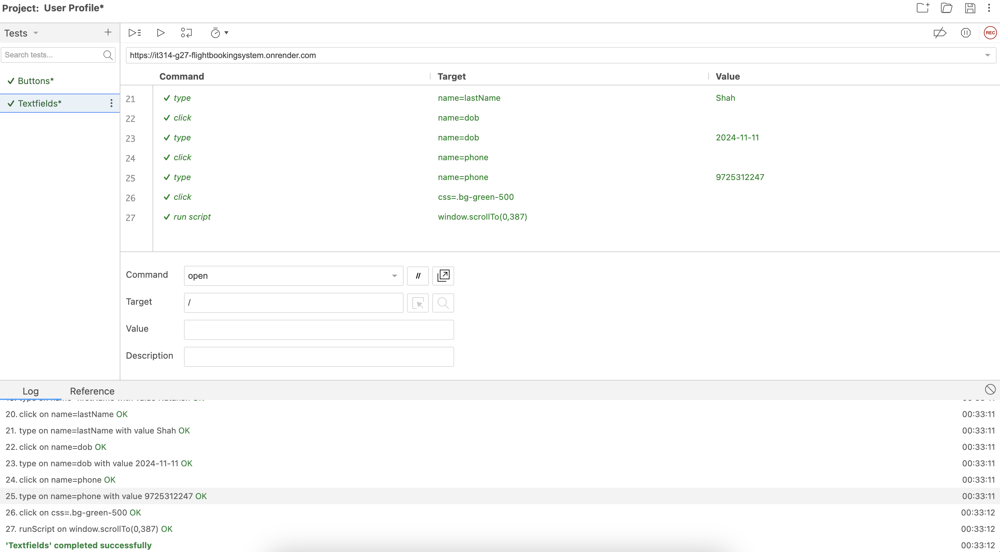 Project: User Profile*
Tests
REC
Search tests...
https://it314-g27-flightbookingsystem.onrender.com
Command Target Value
Buttons*
Textfields*
21 type name=lastName Shah
22 click name=dob
23 type name=dob 2024-11-11
24 click name=phone
25 type name=phone 9725312247
26 click css=.bg-green-500
27 run script window.scrollTo(0,387)
Command open //
Target /
Value
Description
Log Reference
20. click on name=lastName OK 00:33:11
21. type on name=lastName with value Shah OK 00:33:11
22. click on name=dob OK 00:33:11
23. type on name=dob with value 2024-11-11 OK 00:33:11
24. click on name=phone OK 00:33:11
25. type on name=phone with value 9725312247 OK 00:33:11
26. click on css=.bg-green-500 OK 00:33:12
27. runScript on window.scrollTo(0,387) OK 00:33:12
'Textfields' completed successfully 00:33:12